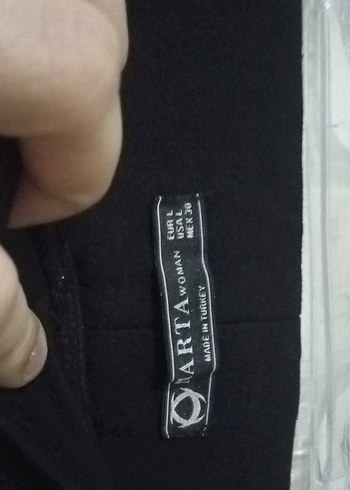 ARTA WOMAN
MADE IN TURKEY
EUR L
USA L
MEX 30